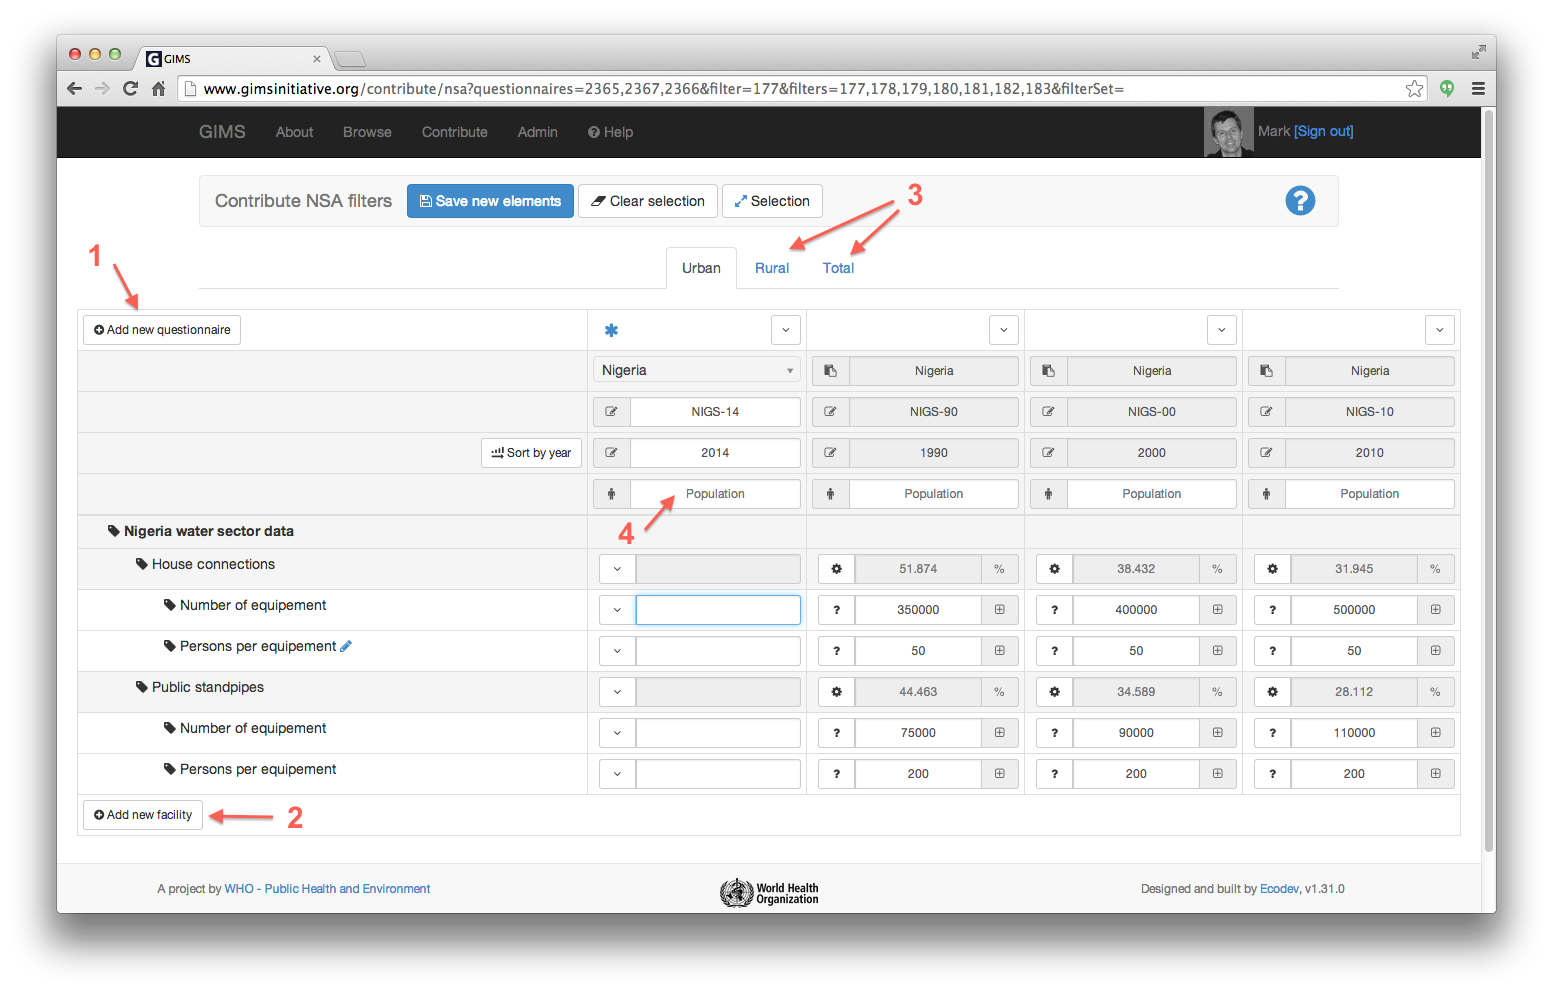 GIMS
www.gimsinitiative.org/contribute/nsa?questionnaires=2365,2367,2366&filter=177&filters=177,178,179,180,181,182,183&filterSet=
GIMS About Browse Contribute Admin ? Help Mark [Sign out]
Contribute NSA filters Save new elements Clear selection Selection 3 ?
1 Urban Rural Total
Add new questionnaire
Nigeria Nigeria Nigeria Nigeria
NIGS-14 NIGS-90 NIGS-00 NIGS-10
Sort by year 2014 1990 2000 2010
Population Population Population Population
4
Nigeria water sector data
House connections 51.874 % 38.432 % 31.945 %
Number of equipement ? 350000 ? 400000 ? 500000
Persons per equipement ? 50 ? 50 ? 50
Public standpipes 44.463 % 34.589 % 28.112 %
Number of equipement ? 75000 ? 90000 ? 110000
Persons per equipement ? 200 ? 200 ? 200
Add new facility 2
A project by WHO - Public Health and Environment
World Health
Organization
Designed and built by Ecodev, v1.31.0